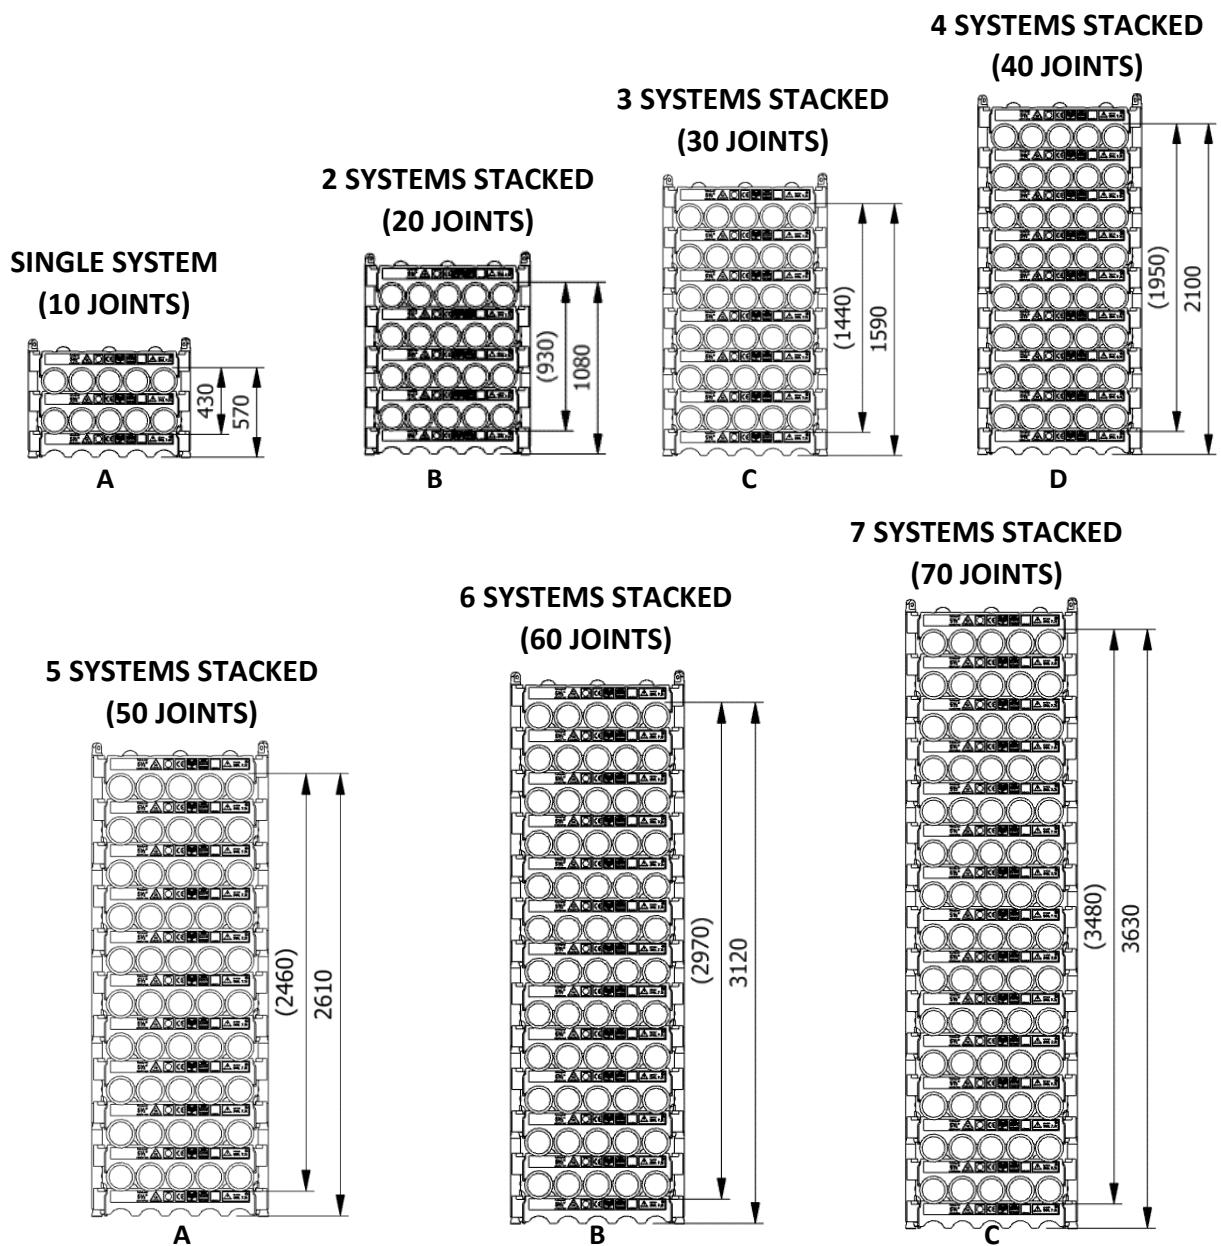 4 SYSTEMS STACKED
(40 JOINTS)
3 SYSTEMS STACKED
(30 JOINTS)
2 SYSTEMS STACKED
(20 JOINTS)
SINGLE SYSTEM
(10 JOINTS)
430
570
(930)
1080
(1440)
1590
(1950)
2100
A
B
C
D
7 SYSTEMS STACKED
(70 JOINTS)
6 SYSTEMS STACKED
(60 JOINTS)
5 SYSTEMS STACKED
(50 JOINTS)
(2460)
2610
(2970)
3120
(3480)
3630
A
B
C